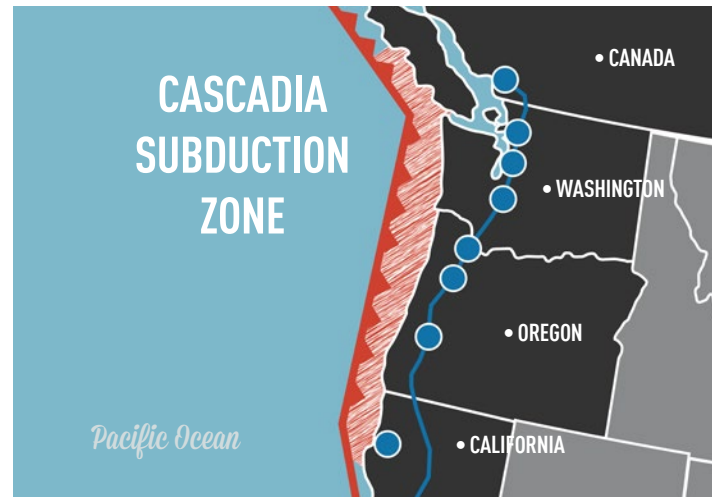 CASCADIA
SUBDUCTION
ZONE
• CANADA
• WASHINGTON
• OREGON
• CALIFORNIA
Pacific Ocean